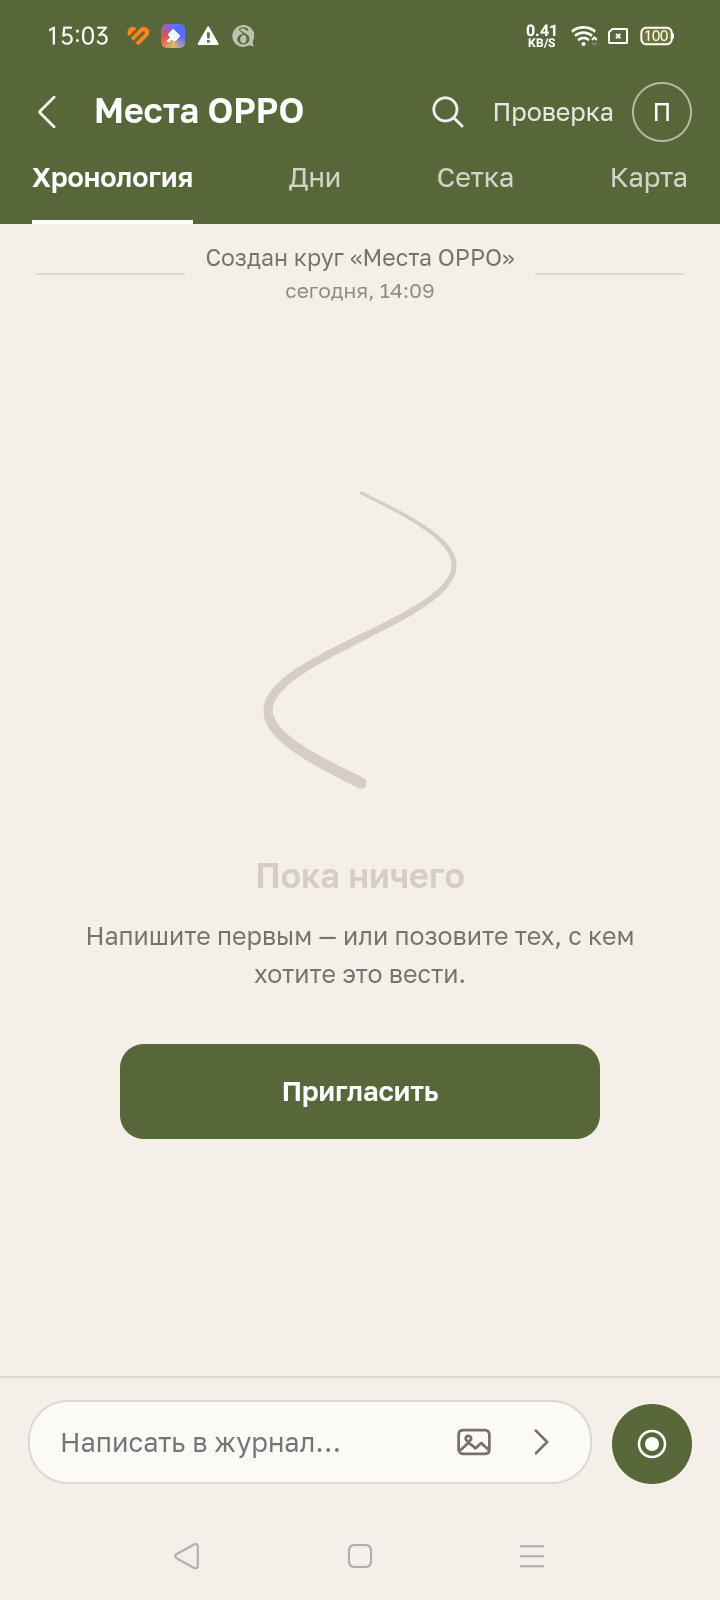 15:03
0.41
KB/S
100
Места OPPO
Проверка
П
Хронология
Дни
Сетка
Карта
Создан круг «Места OPPO»
сегодня, 14:09
Пока ничего
Напишите первым — или позовите тех, с кем
хотите это вести.
Пригласить
Написать в журнал...